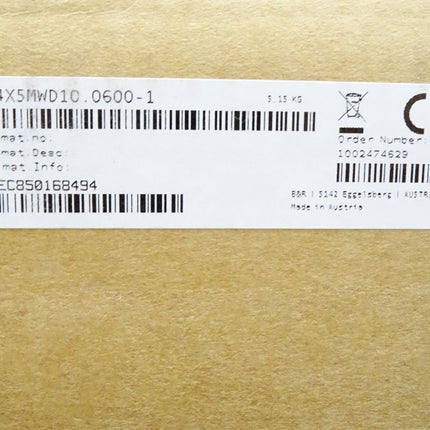 4X5MWD10.0600-1
5.15 KG
mat.no:
mat.Desc:
mat.Info:
EC850168494
Order Number:
1002474629
B&R | 5142 Eggelsberg | AUSTRI
Made in Austria